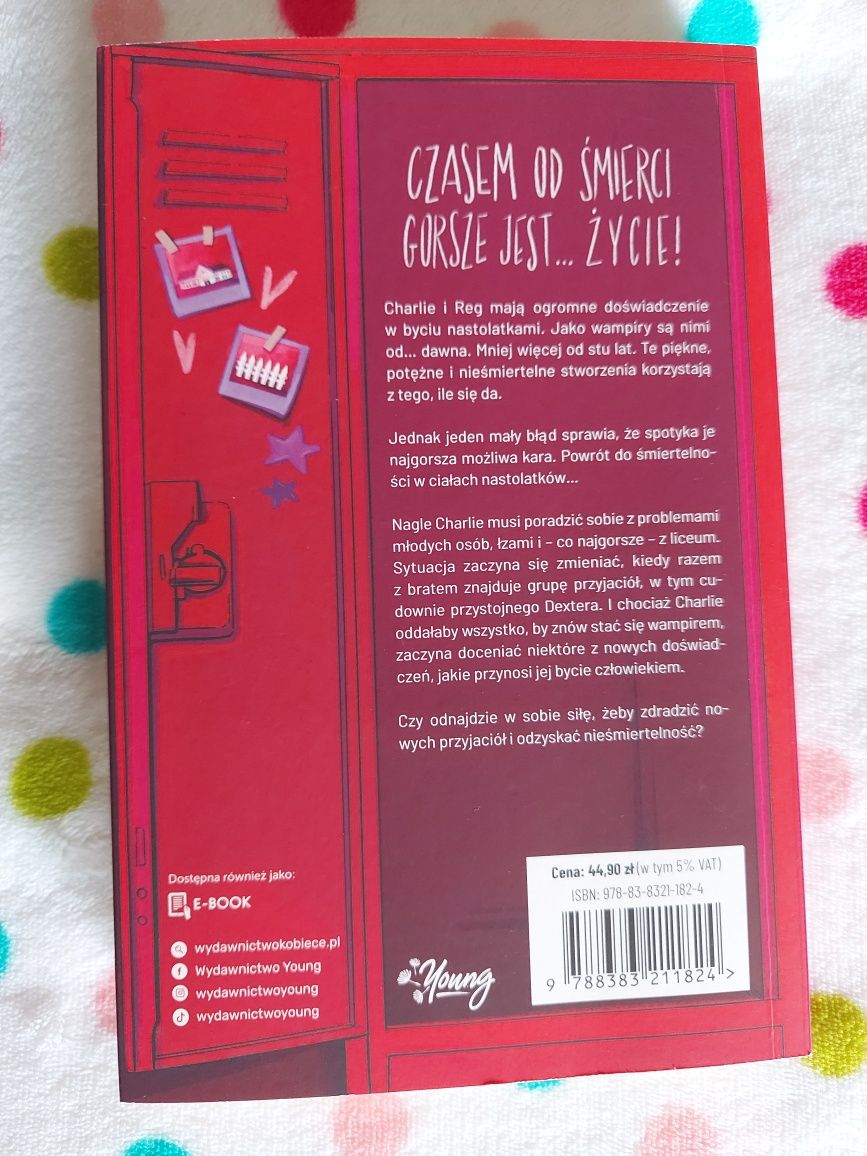 CZASEM OD ŚMIERCI
GORSZE JEST... ŻYCIE!
Charlie i Reg mają ogromne doświadczenie
w byciu nastolatkami. Jako wampiry są nimi
od... dawna. Mniej więcej od stu lat. Te piękne,
potężne i nieśmiertelne stworzenia korzystają
z tego, ile się da.
Jednak jeden mały błąd sprawia, że spotyka je
najgorsza możliwa kara. Powrót do śmiertelno-
ści w ciałach nastolatków...
Nagle Charlie musi poradzić sobie z problemami
młodych osób, łzami i – co najgorsze – z liceum.
Sytuacja zaczyna się zmieniać, kiedy razem
z bratem znajduje grupę przyjaciół, w tym cu-
downie przystojnego Dextera. I chociaż Charlie
oddałaby wszystko, by znów stać się wampirem,
zaczyna doceniać niektóre z nowych doświad-
czeń, jakie przynosi jej bycie człowiekiem.
Czy odnajdzie w sobie siłę, żeby zdradzić no-
wych przyjaciół i odzyskać nieśmiertelność?
Dostępna również jako:
E-BOOK
wydawnictwokobiece.pl
Wydawnictwo Young
wydawnictwoyoung
wydawnictwoyoung
Young
Cena: 44,90 zł (w tym 5% VAT)
ISBN: 978-83-8321-182-4
9 788383 211824 >